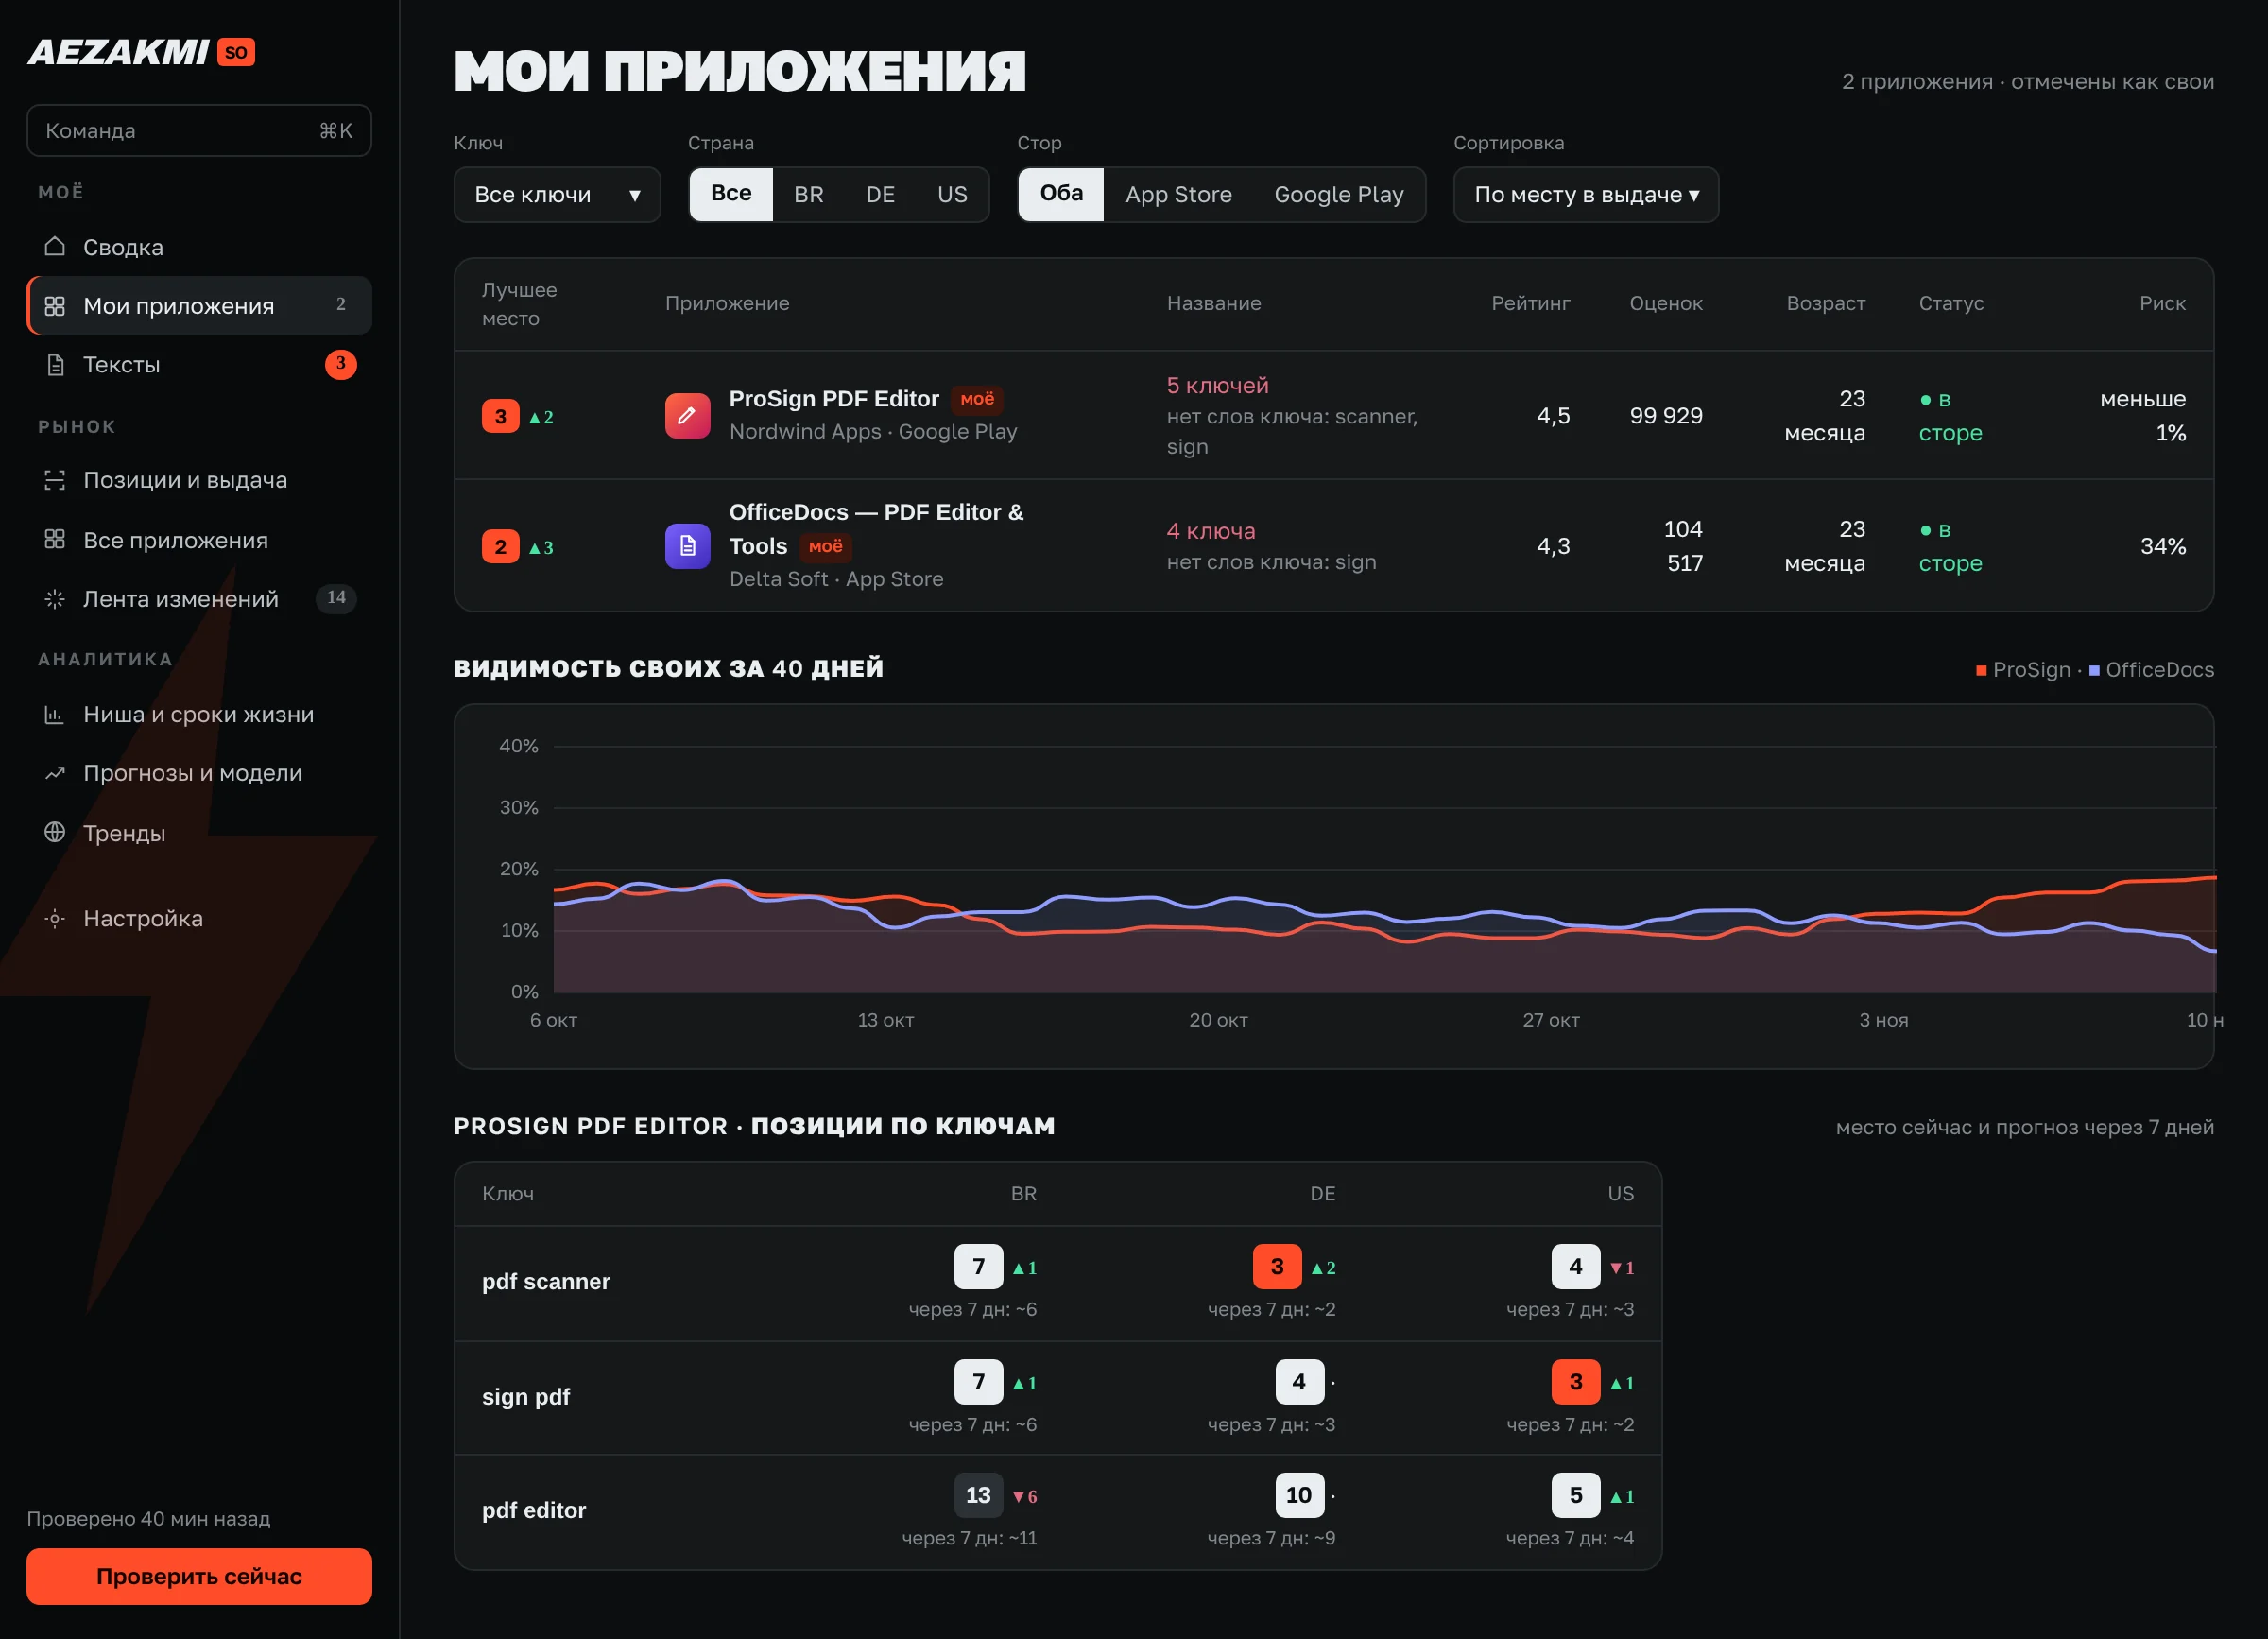 AEZAKMI SO
Команда ⌘K
МОЁ
Сводка
Мои приложения 2
Тексты 3
РЫНОК
Позиции и выдача
Все приложения
Лента изменений 14
АНАЛИТИКА
Ниша и сроки жизни
Прогнозы и модели
Тренды
Настройка
Проверено 40 мин назад
Проверить сейчас
МОИ ПРИЛОЖЕНИЯ
2 приложения · отмечены как свои
Ключ Страна Стор Сортировка
Все ключи ▾ Все BR DE US Оба App Store Google Play По месту в выдаче ▾
Лучшее место Приложение Название Рейтинг Оценок Возраст Статус Риск
3 ▲2
ProSign PDF Editor моё
Nordwind Apps · Google Play
5 ключей
нет слов ключа: scanner,
sign
4,5
99 929
23
месяца
● в
сторе
меньше
1%
2 ▲3
OfficeDocs — PDF Editor &
Tools моё
Delta Soft · App Store
4 ключа
нет слов ключа: sign
4,3
104
517
23
месяца
● в
сторе
34%
ВИДИМОСТЬ СВОИХ ЗА 40 ДНЕЙ
ProSign · OfficeDocs
40%
30%
20%
10%
0%
6 окт 13 окт 20 окт 27 окт 3 ноя 10 н
PROSIGN PDF EDITOR · ПОЗИЦИИ ПО КЛЮЧАМ
место сейчас и прогноз через 7 дней
Ключ BR DE US
pdf scanner
7 ▲1 3 ▲2 4 ▼1
через 7 дн: ~6 через 7 дн: ~2 через 7 дн: ~3
sign pdf
7 ▲1 4 · 3 ▲1
через 7 дн: ~6 через 7 дн: ~3 через 7 дн: ~2
pdf editor
13 ▼6 10 · 5 ▲1
через 7 дн: ~11 через 7 дн: ~9 через 7 дн: ~4